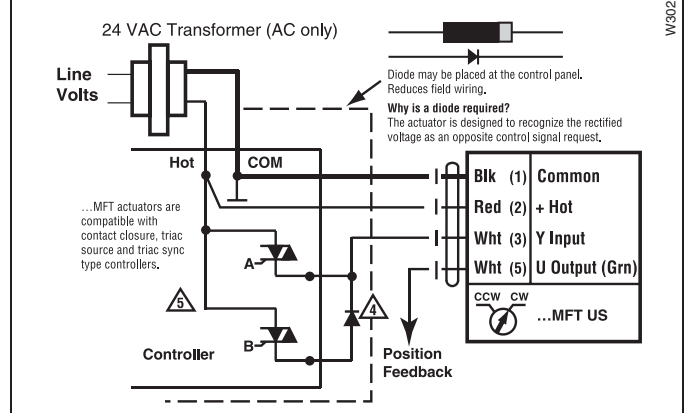 24 VAC Transformer (AC only)
W302
Line
Volts
Diode may be placed at the control panel.
Reduces field wiring.
Why is a diode required?
The actuator is designed to recognize the rectified
voltage as an opposite control signal request.
Hot
COM
Blk (1) Common
Red (2) + Hot
Wht (3) Y Input
Wht (5) U Output (Grn)
...MFT actuators are
compatible with
contact closure, triac
source and triac sync
type controllers.
A
5
4
B
CCW CW
...MFT US
Controller
Position
Feedback